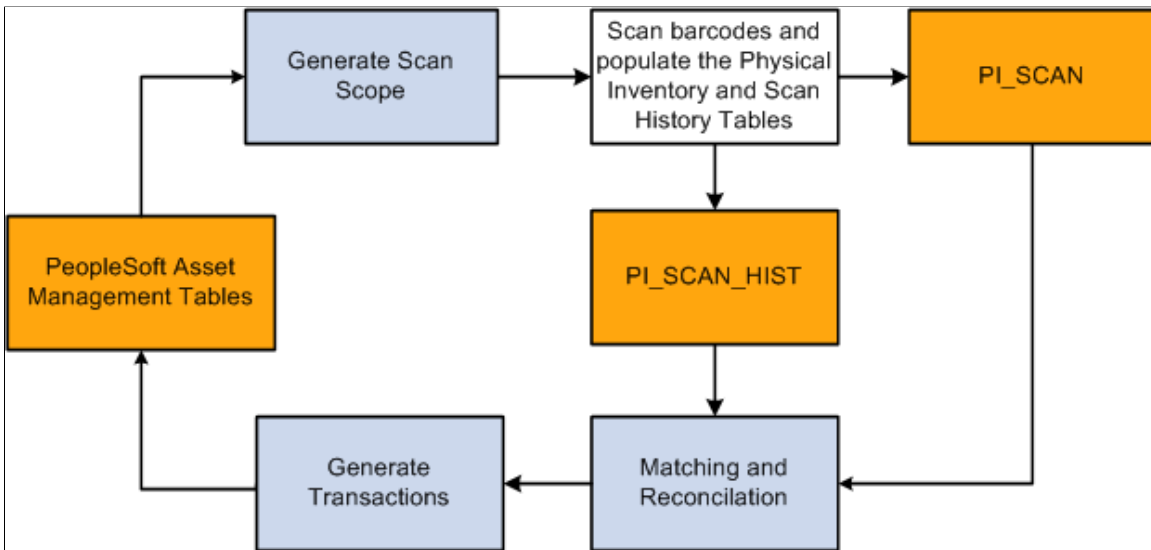 Generate Scan
Scope
Scan barcodes and
populate the Physical
Inventory and Scan
History Tables
PI_SCAN
PeopleSoft Asset
Management Tables
PI_SCAN_HIST
Generate
Transactions
Matching and
Reconcilation